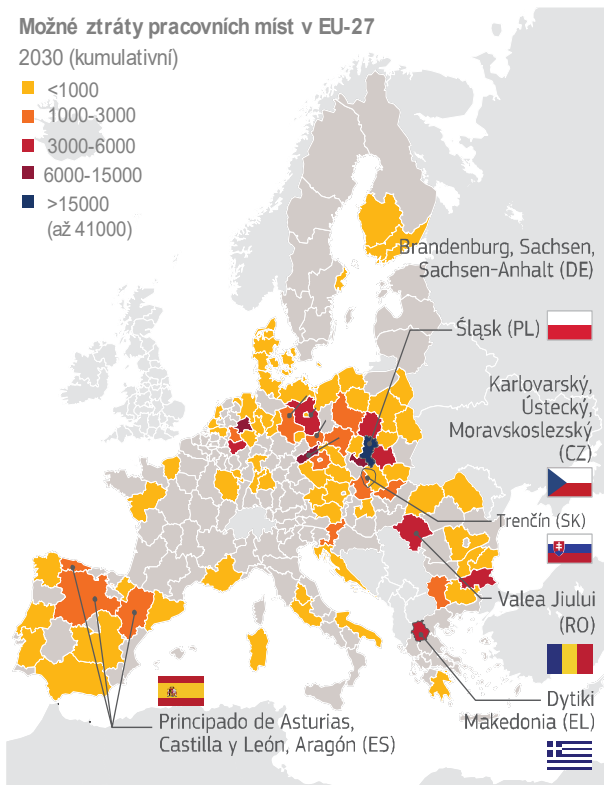 Možné ztráty pracovních míst v EU-27
2030 (kumulativní)
<1000
1000-3000
3000-6000
6000-15000
>15000
(až 41000)
Brandenburg, Sachsen,
Sachsen-Anhalt (DE)
Śląsk (PL)
Karlovarský,
Ústecký,
Moravskoslezský
(CZ)
Trenčín (SK)
Valea Jiului
(RO)
Dytiki
Makedonia (EL)
Principado de Asturias,
Castilla y León, Aragón (ES)